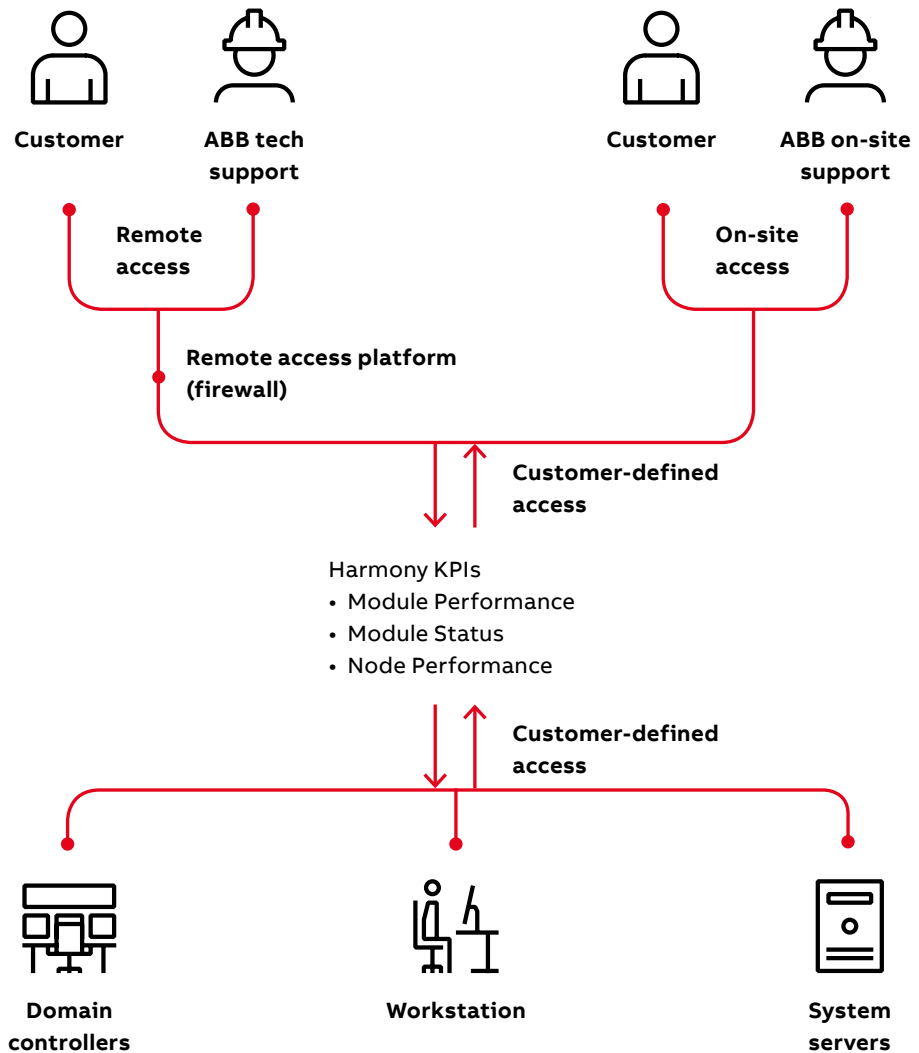 Customer
ABB tech
support
Customer
ABB on-site
support
Remote
access
On-site
access
Remote access platform
(firewall)
Customer-defined
access
Harmony KPIs
• Module Performance
• Module Status
• Node Performance
Customer-defined
access
Domain
controllers
Workstation
System
servers